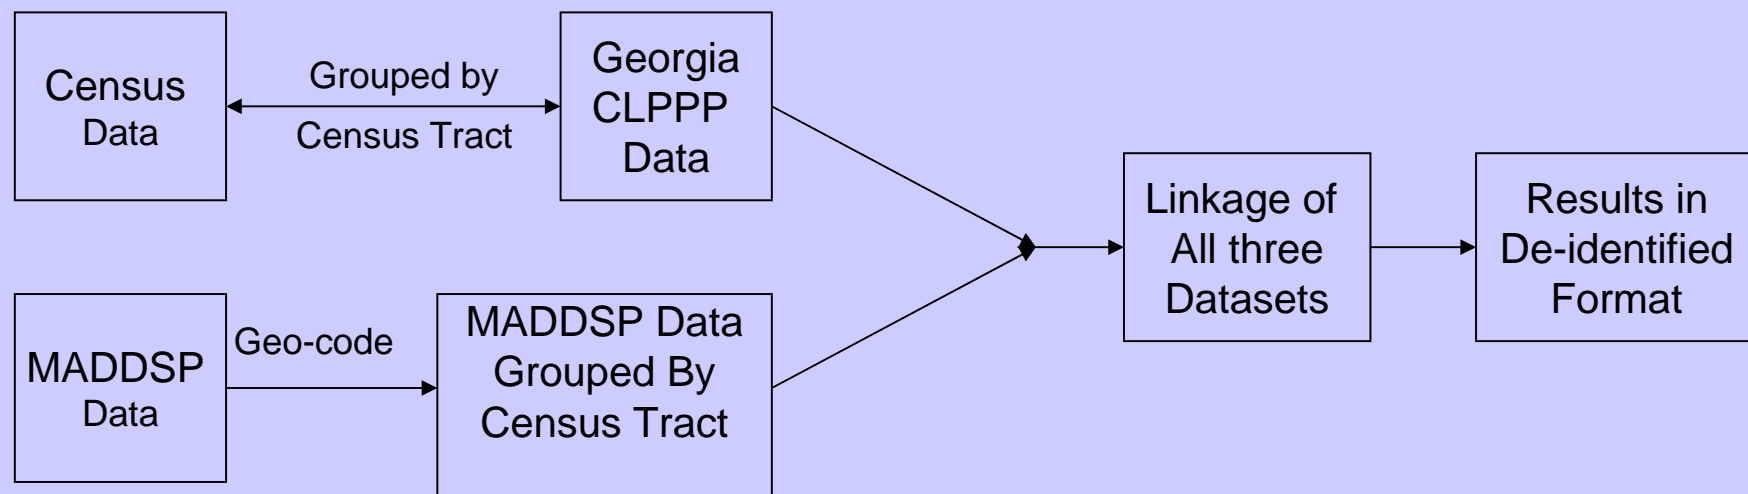 Census
Data
Grouped by
Census Tract
Georgia
CLPPP
Data
MADDSP
Data
Geo-code
MADDSP Data
Grouped By
Census Tract
Linkage of
All three
Datasets
Results in
De-identified
Format